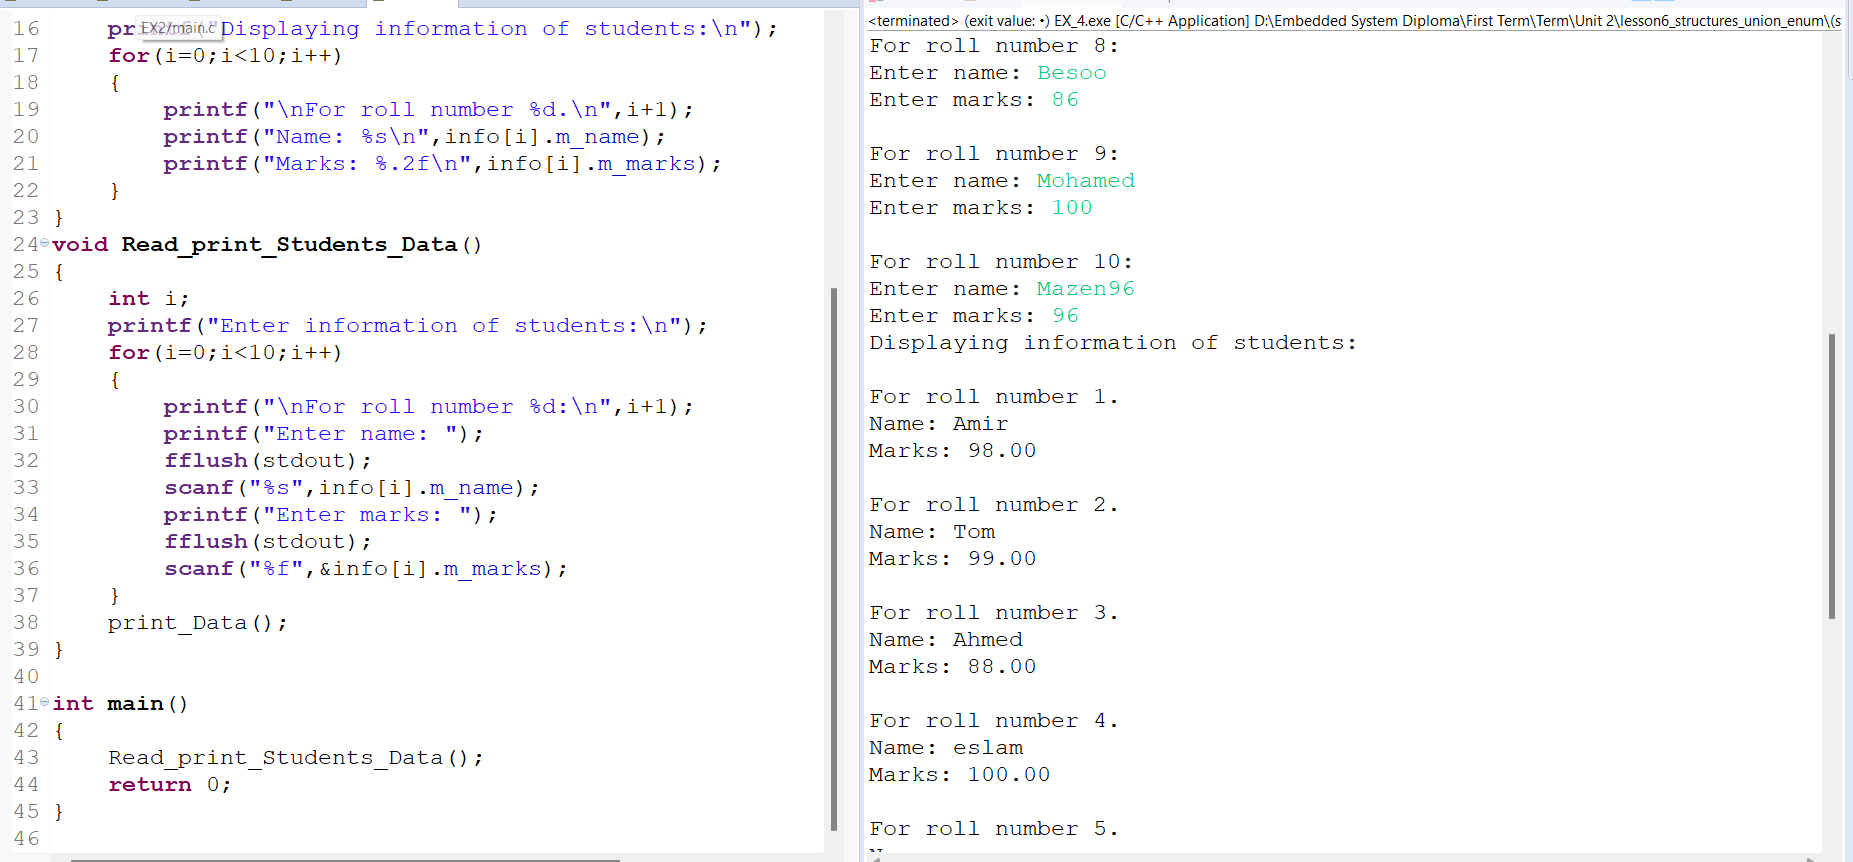 16 pr EX2/main.c "Displaying information of students:\n");
17 for(i=0;i<10;i++)
18 {
19 printf("\nFor roll number %d.\n",i+1);
20 printf("Name: %s\n",info[i].m_name);
21 printf("Marks: %.2f\n",info[i].m_marks);
22 }
23 }
24 void Read_print_Students_Data()
25 {
26 int i;
27 printf("Enter information of students:\n");
28 for(i=0;i<10;i++)
29 {
30 printf("\nFor roll number %d:\n",i+1);
31 printf("Enter name: ");
32 fflush(stdout);
33 scanf("%s",info[i].m_name);
34 printf("Enter marks: ");
35 fflush(stdout);
36 scanf("%f",&info[i].m_marks);
37 }
38 print_Data();
39 }
40
41 int main()
42 {
43 Read_print_Students_Data();
44 return 0;
45 }
46
<terminated> (exit value: •) EX_4.exe [C/C++ Application] D:\Embedded System Diploma\First Term\Term\Unit 2\lesson6_structures_union_enum\(s
For roll number 8:
Enter name: Besoo
Enter marks: 86
For roll number 9:
Enter name: Mohamed
Enter marks: 100
For roll number 10:
Enter name: Mazen96
Enter marks: 96
Displaying information of students:
For roll number 1.
Name: Amir
Marks: 98.00
For roll number 2.
Name: Tom
Marks: 99.00
For roll number 3.
Name: Ahmed
Marks: 88.00
For roll number 4.
Name: eslam
Marks: 100.00
For roll number 5.